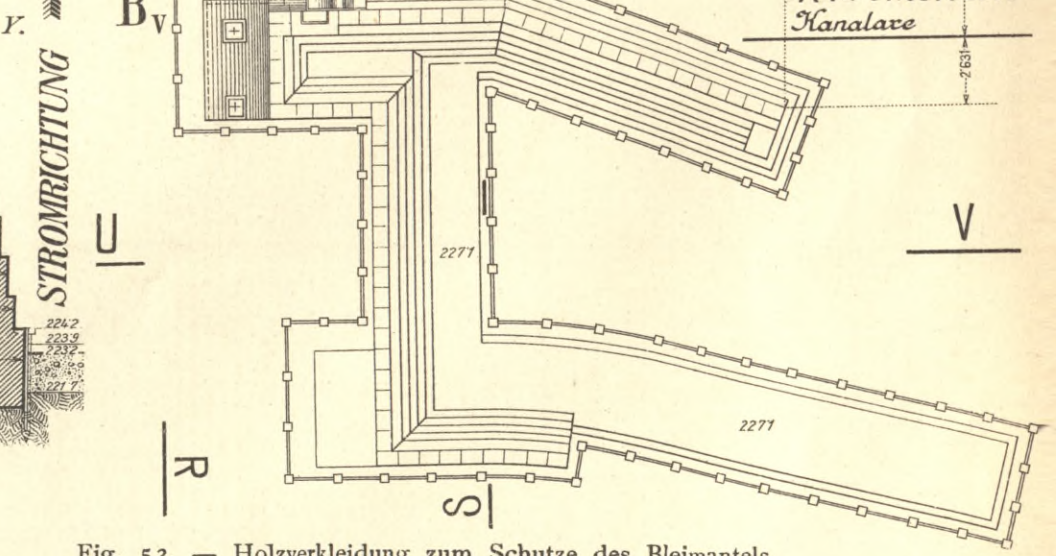 Y.
B V
Kanalaxe
2'631
STROMRICHTUNG
U
V
2271
224'2
223'9
223'2
221'7
2271
R
S
Fig. 52. — Holzverkleidung zum Schutze des Bleimantels